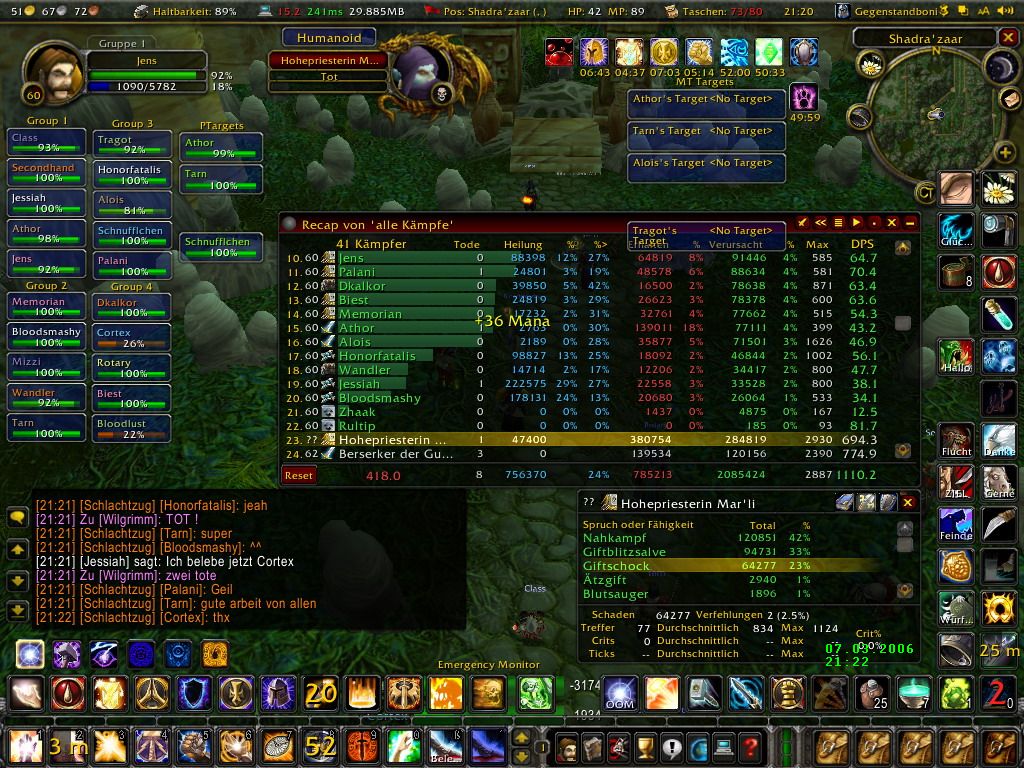 51 67 72 Haltbarkeit: 89% 15.2 241ms 29.885MB Pos: Shadra'zaar (,) HP: 42 MP: 89 Taschen: 73/80 21:20 Gegenstandboni
Gruppe 1
Jens
92%
1090/5782 18%
60
Humanoid
Hohepriesterin M...
Tot
06:43 04:37 07:03 05:14 52:00 50:33
MT Targets
49:59
Athor's Target <No Target>
Tarn's Target <No Target>
Alois's Target <No Target>
Tragot's Target
Shadra'zaar
N
Group 1
Class 93%
Secondhand 100%
Jessiah 100%
Athor 98%
Jens 92%
Group 2
Memorian 100%
Bloodsmashy 100%
Mizzi 100%
Wandler 92%
Tarn 100%
Group 3
Tragot 92%
Honorfatalis 100%
Alois 81%
Schnufflchen 100%
Palani 100%
Group 4
Dkalkor 100%
Cortex 26%
Rotary 100%
Biest 100%
Bloodlust 22%
PTargets
Athor 99%
Tarn 100%
Schnufflchen 100%
Recap von 'alle Kämpfe'
41 Kämpfer Tode Heilung % %> % Verursacht % Max DPS
10. 60 Jens 0 88398 12% 27% 64819 8% 91446 4% 585 64.7
11. 60 Palani 1 24801 3% 19% 48578 6% 88634 4% 581 70.4
12. 60 Dkalkor 0 39850 5% 42% 16500 2% 78638 4% 871 63.4
13. 60 Biest 0 24819 3% 29% 26623 3% 78378 4% 600 63.6
14. 60 Memorian 0 17232 2% 31% 32761 4% 77662 4% 515 54.3
15. 60 Athor 1 2763 0% 30% 139011 18% 77111 4% 399 43.2
16. 60 Alois 0 2189 0% 28% 35877 5% 71501 3% 1626 46.9
17. 60 Honorfatalis 0 98827 13% 25% 18092 2% 46844 2% 1002 56.1
18. 60 Wandler 0 14714 2% 17% 12206 2% 34417 2% 800 47.7
19. 60 Jessiah 1 222575 29% 27% 22558 3% 33528 2% 800 38.1
20. 60 Bloodsmashy 0 178131 24% 13% 20680 3% 26064 1% 533 34.1
21. 60 Zhaak 0 0 0% 0% 1437 0% 4875 0% 167 12.5
22. 60 Rultip 0 0 0% 0% 0 0% 185 0% 93 81.7
23. ?? Hohepriesterin ... 1 47400 380754 284819 2930 694.3
24. 62 Berserker der Gu... 3 0 139534 120156 2390 774.9
Reset 418.0 8 756370 24% 785213 2085424 2887 1110.2
+36 Mana
?? Hohepriesterin Mar'li
Spruch oder Fähigkeit Total %
Nahkampf 120851 42%
Giftblitzsalve 94731 33%
Giftschock 64277 23%
Ätzgift 2940 1%
Blutsauger 1896 1%
Schaden 64277 Verfehlungen 2 (2.5%)
Treffer 77 Durchschnittlich 834 Max 1124
Crits 0 Durchschnittlich -- Max -- Crit%
Ticks -- Durchschnittlich -- Max --
2006
21:22
[21:21] [Schlachtzug] [Honorfatalis]: jeah
[21:21] Zu [Wilgrimm]: TOT !
[21:21] [Schlachtzug] [Tarn]: super
[21:21] [Schlachtzug] [Bloodsmashy]: ^^
[21:21] [Jessiah] sagt: Ich belebe jetzt Cortex
[21:21] Zu [Wilgrimm]: zwei tote
[21:21] [Schlachtzug] [Palani]: Geil
[21:21] [Schlachtzug] [Tarn]: gute arbeit von allen
[21:22] [Schlachtzug] [Cortex]: thx
Class
Emergency Monitor
-3174
Gluc...
8
Hallo
Flucht Danke
ZIEL Gerne
Feinde
Wurf...
25 m
20
OOM
25 7 2
3 m
52
Bele...